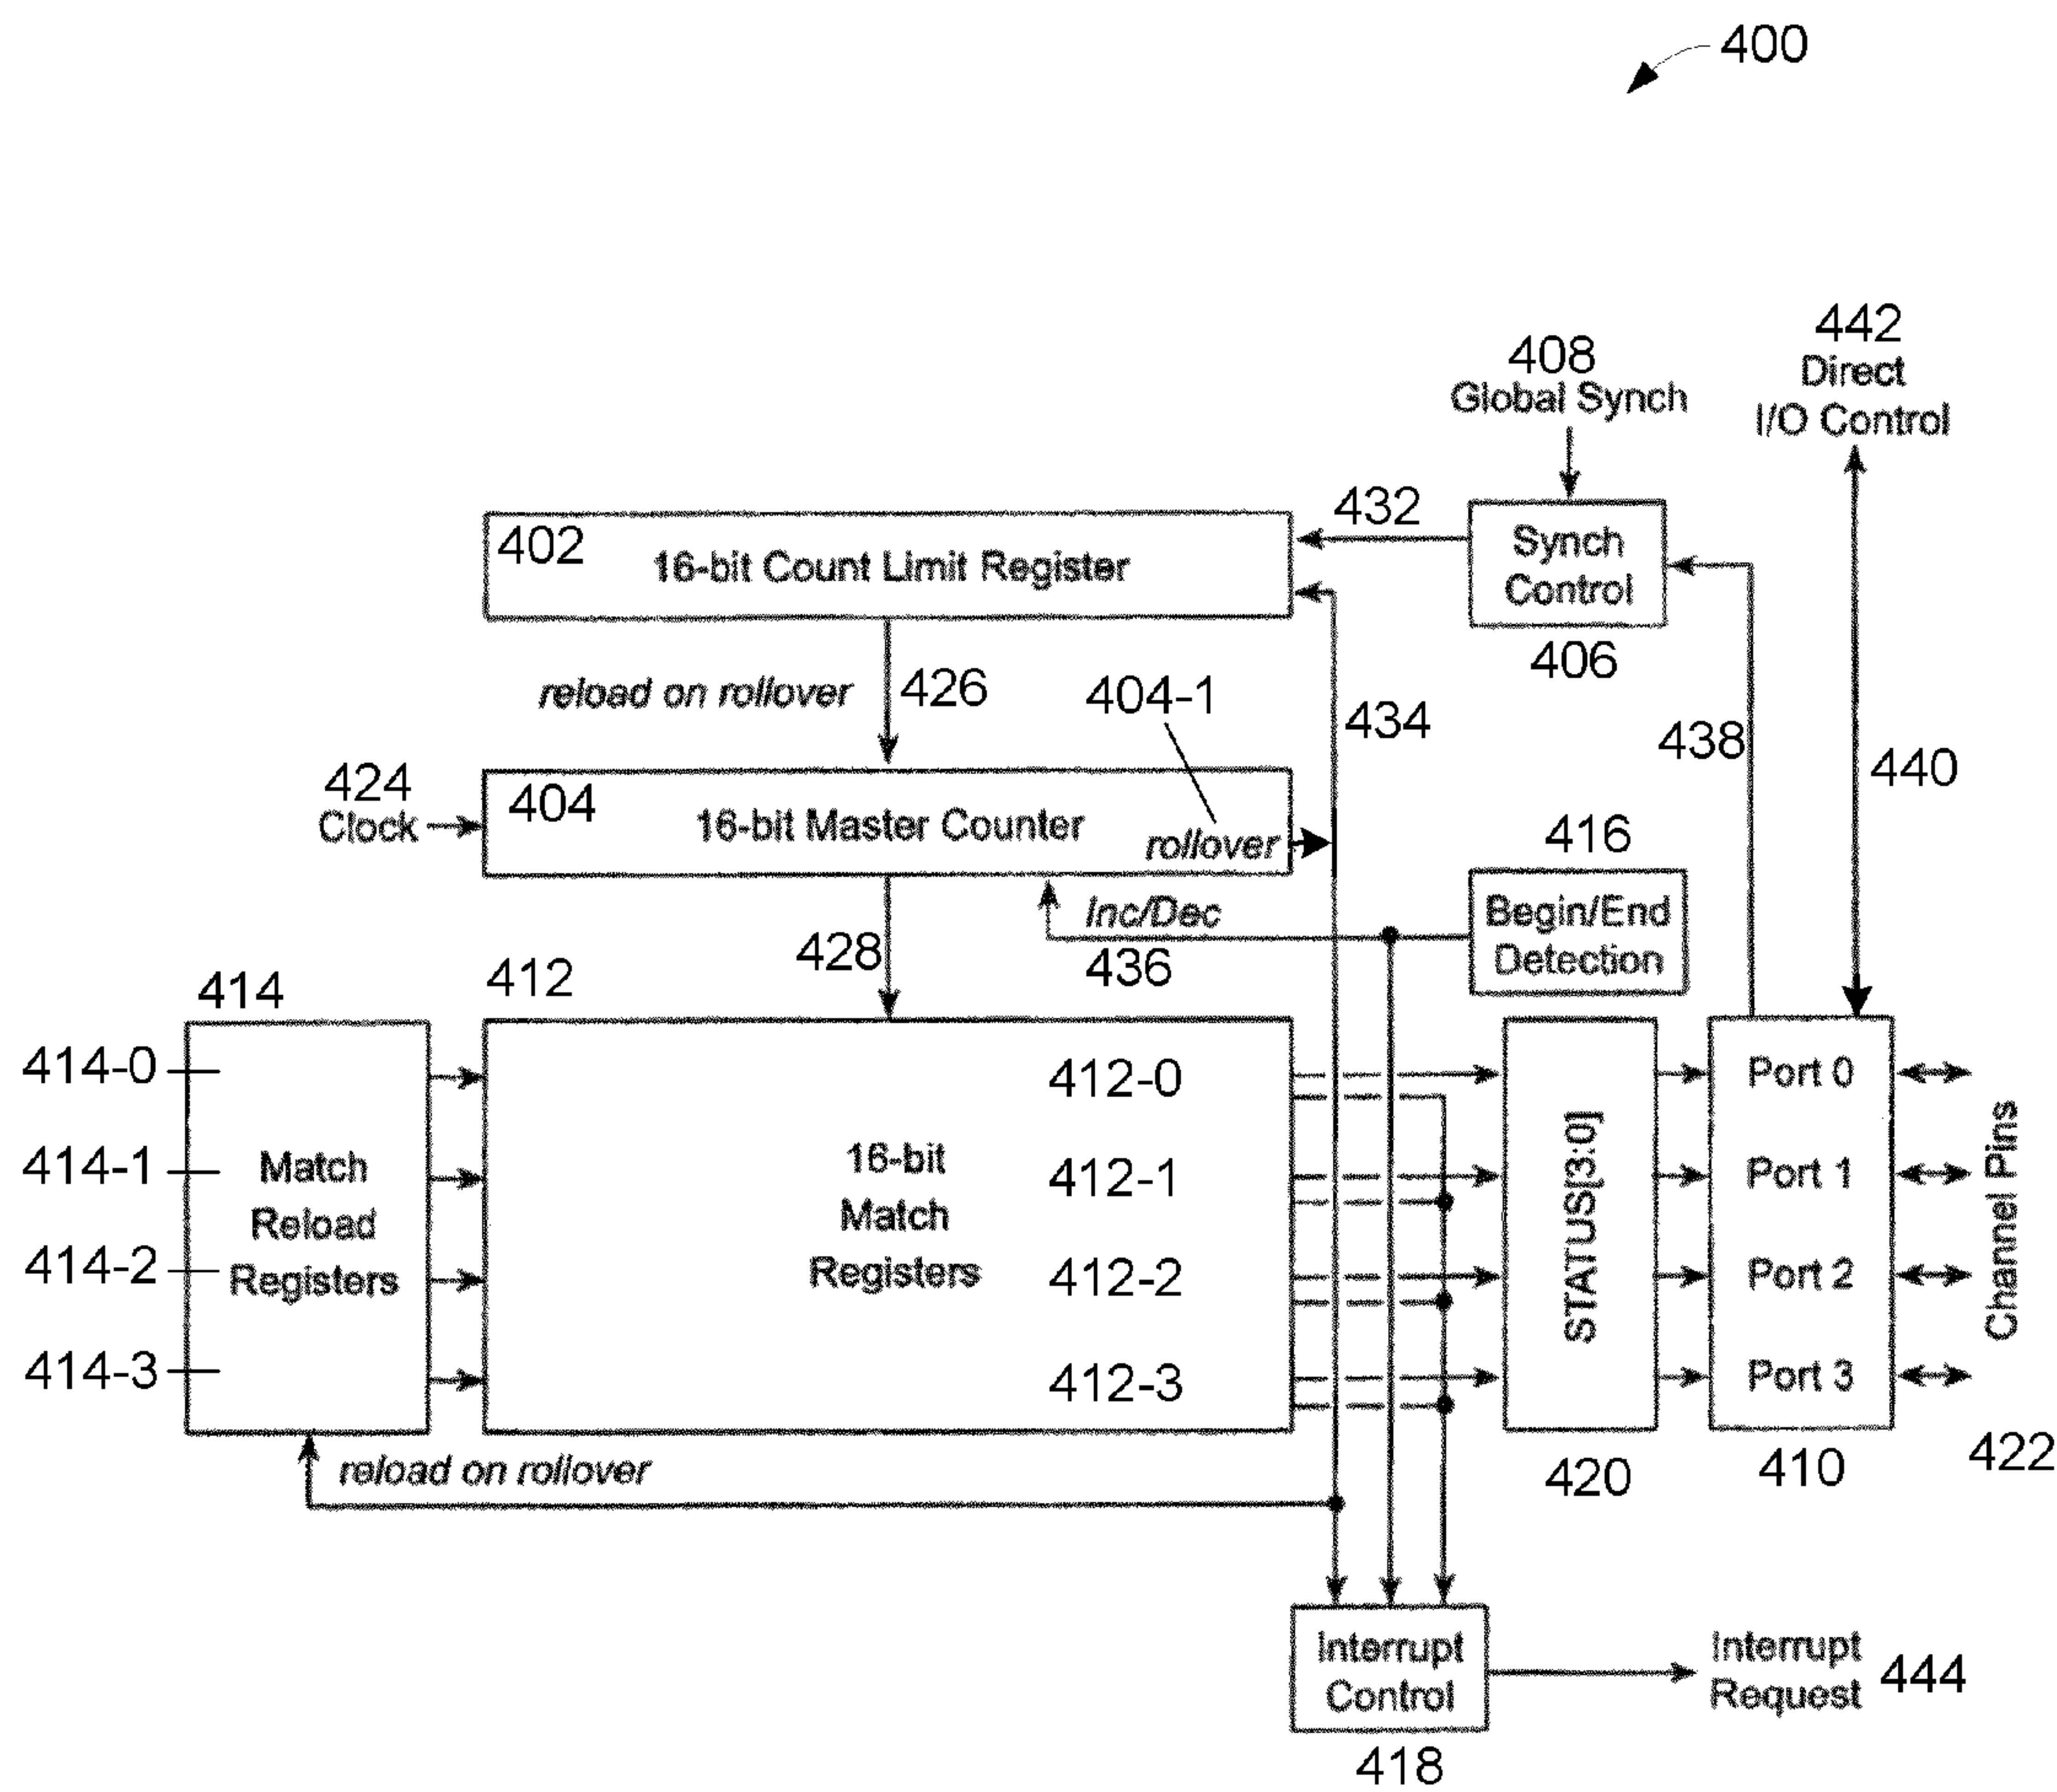 400
442
Direct
I/O Control
408
Global Synch
432
402
16-bit Count Limit Register
Synch
Control
406
reload on rollover
426
404-1
434
438
440
424
Clock
404
16-bit Master Counter
rollover
416
Begin/End
Detection
Inc/Dec
436
428
414
412
414-0
414-1
414-2
414-3
Match
Reload
Registers
16-bit
Match
Registers
412-0
412-1
412-2
412-3
STATUS[3:0]
Port 0
Port 1
Port 2
Port 3
Channel Pins
420
410
422
reload on rollover
Interrupt
Control
418
Interrupt
Request
444